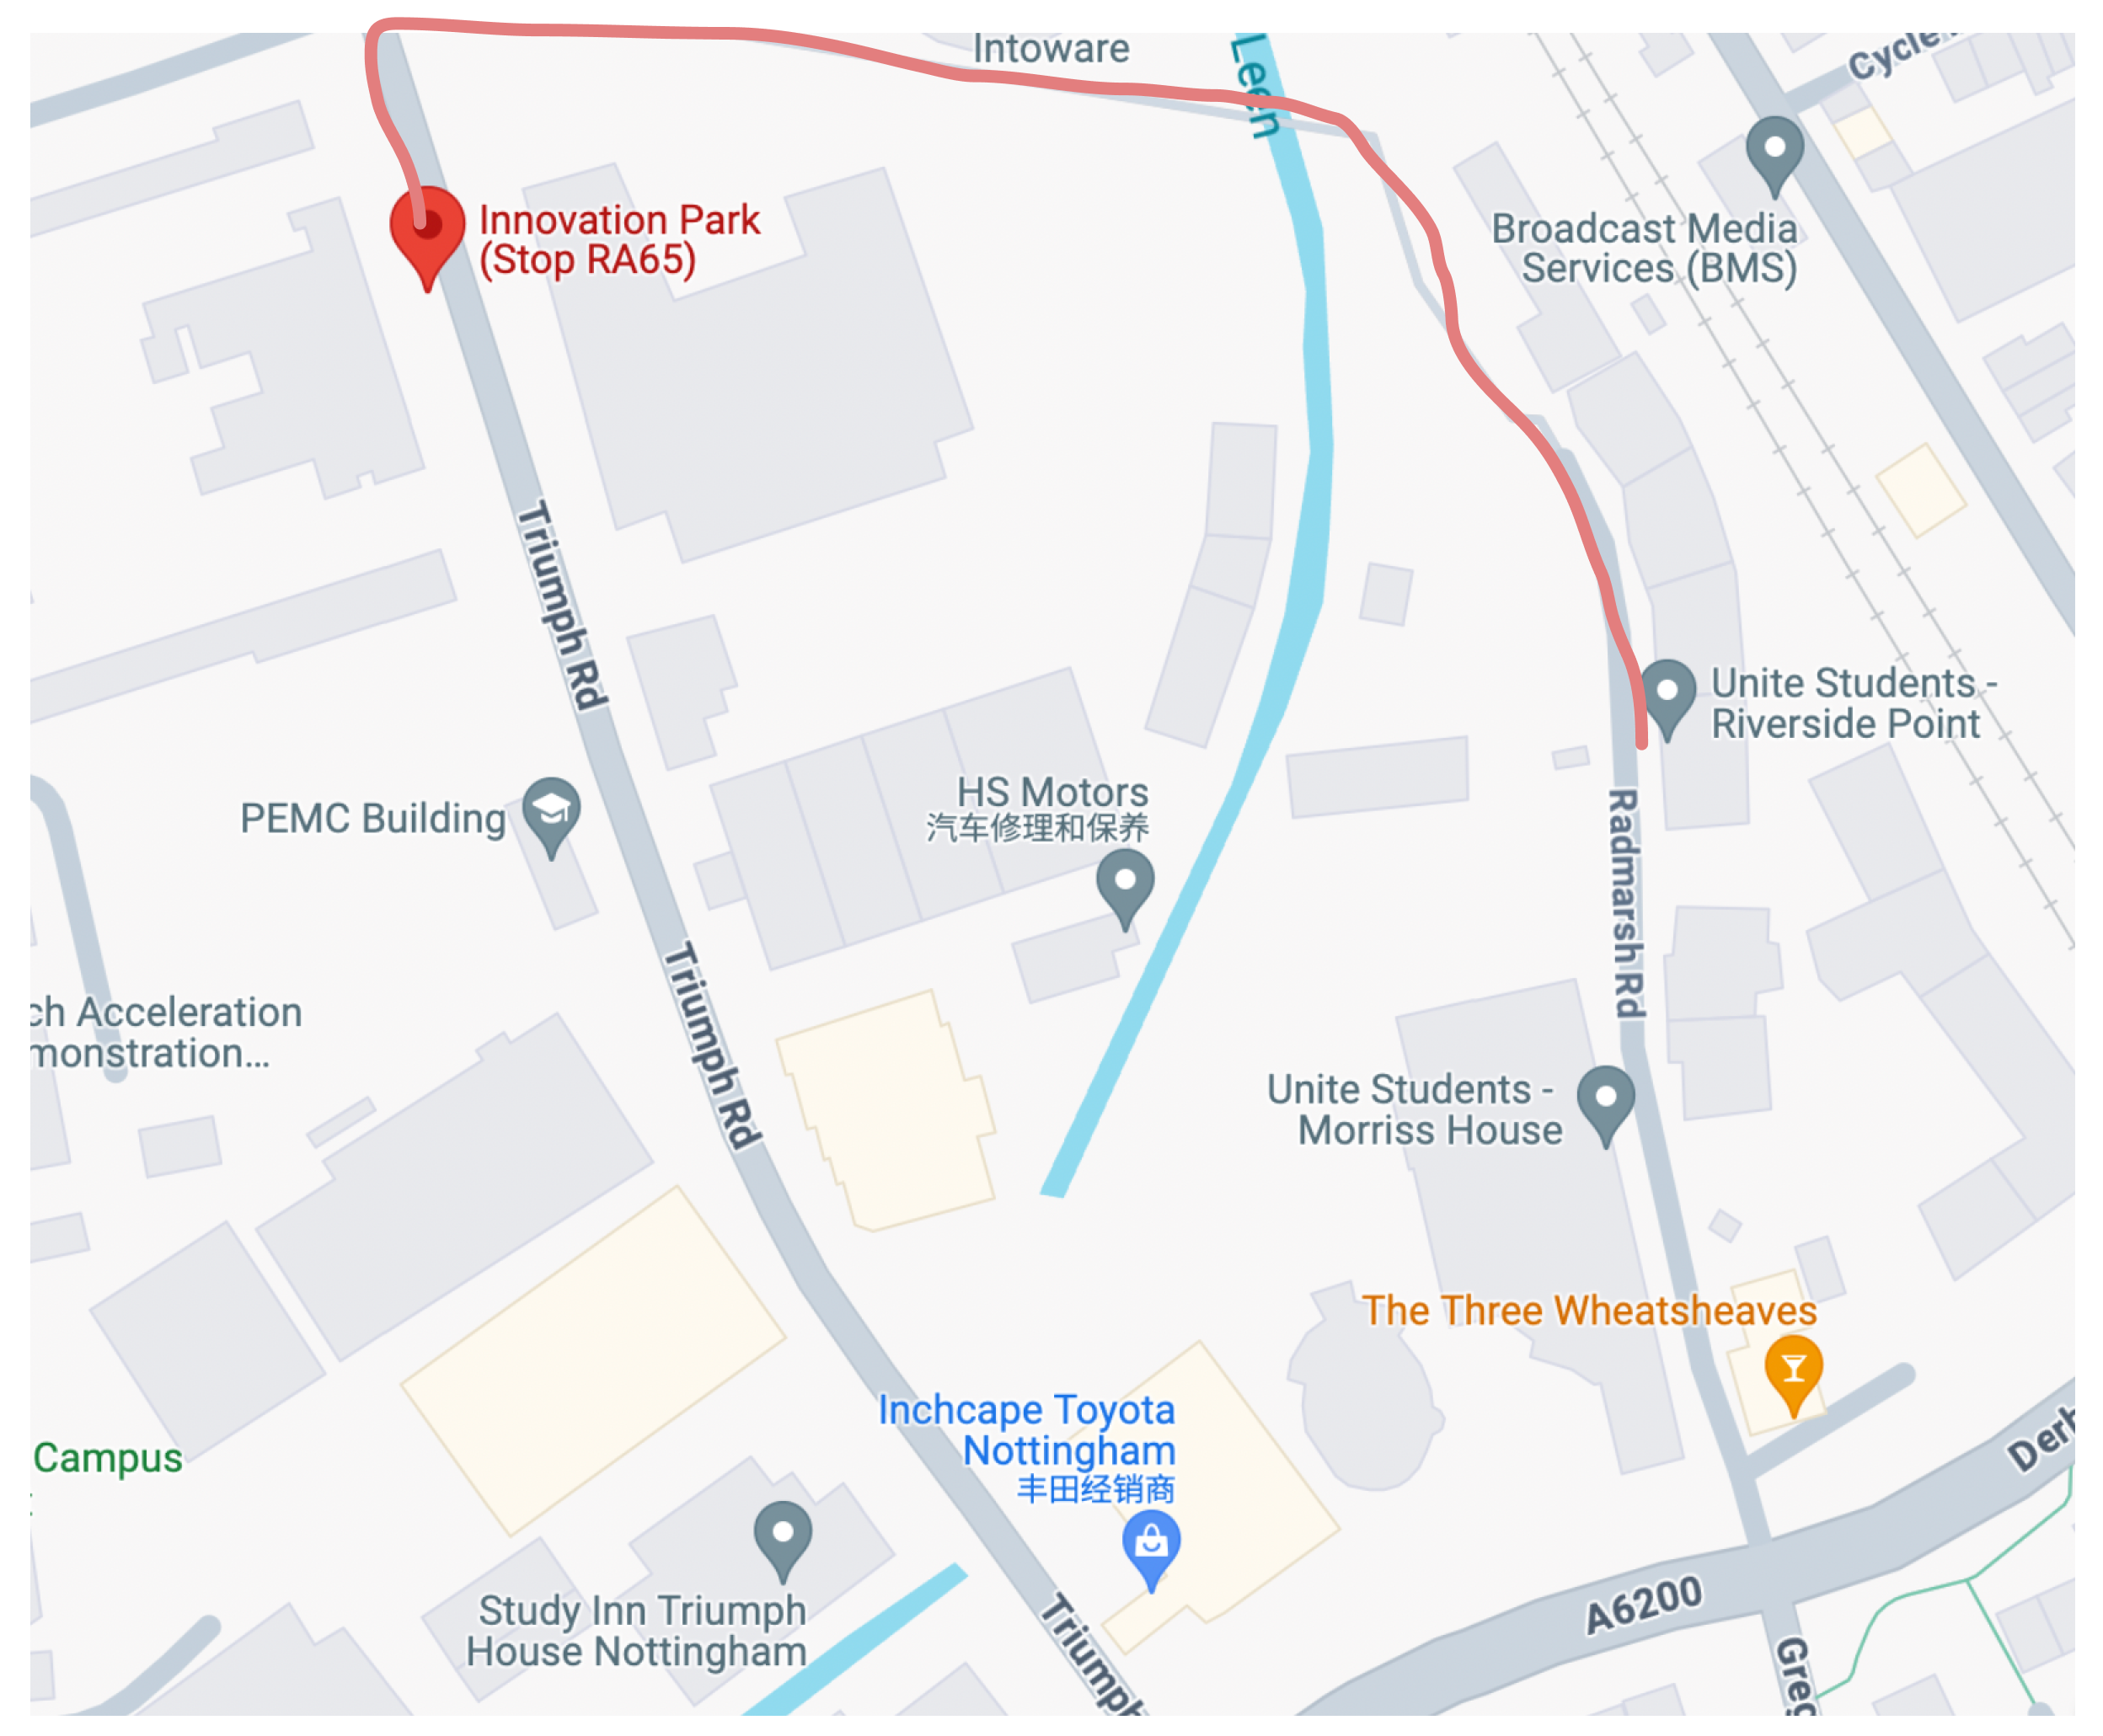 Intoware
Leen
Cycle
Innovation Park
(Stop RA65)
Broadcast Media
Services (BMS)
Triumph Rd
Unite Students -
Riverside Point
PEMC Building
HS Motors
汽车修理和保养
Radmarsh Rd
Triumph Rd
ch Acceleration
monstration...
Unite Students -
Morriss House
The Three Wheatsheaves
Inchcape Toyota
Nottingham
丰田经销商
Campus
Derb
Study Inn Triumph
House Nottingham
A6200
Triumph
Greg